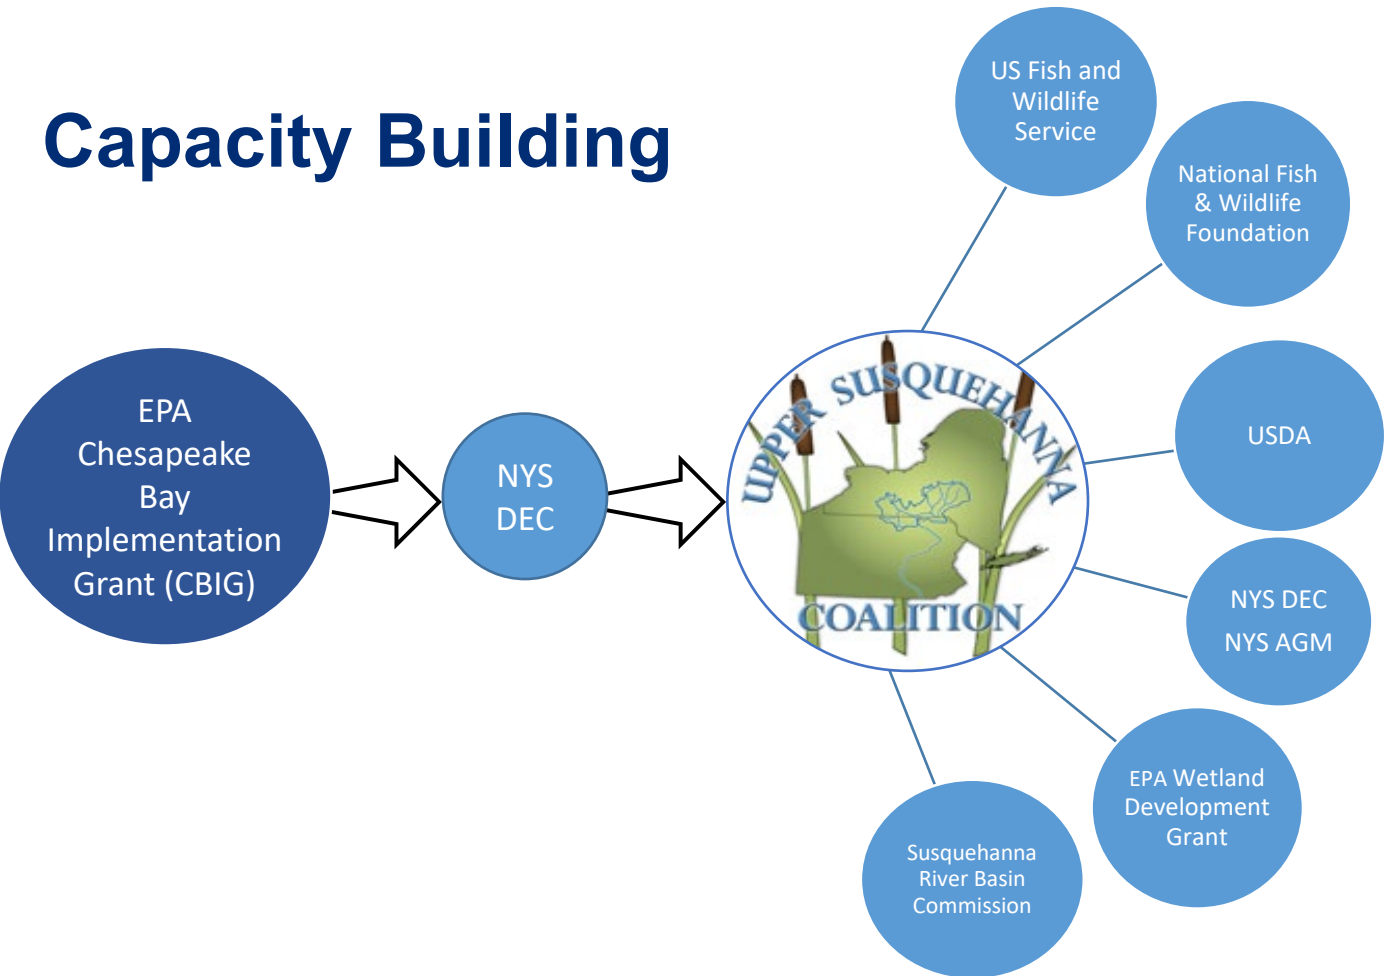 Capacity Building
US Fish and
Wildlife
Service
National Fish
& Wildlife
Foundation
EPA
Chesapeake
Bay
Implementation
Grant (CBIG)
NYS
DEC
UPPER SUSQUEHANNA
COALITION
USDA
NYS DEC
NYS AGM
EPA Wetland
Development
Grant
Susquehanna
River Basin
Commission